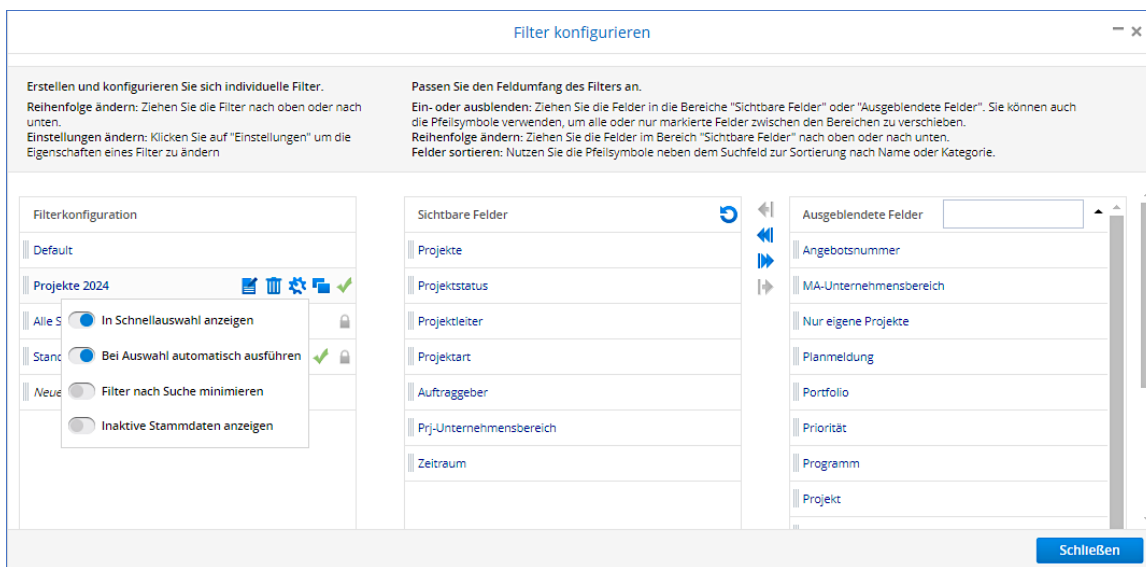 Filter konfigurieren
Erstellen und konfigurieren Sie sich individuelle Filter.
Reihenfolge ändern: Ziehen Sie die Filter nach oben oder nach
unten.
Einstellungen ändern: Klicken Sie auf "Einstellungen" um die
Eigenschaften eines Filter zu ändern
Passen Sie den Feldumfang des Filters an.
Ein- oder ausblenden: Ziehen Sie die Felder in die Bereiche "Sichtbare Felder" oder "Ausgeblendete Felder". Sie können auch
die Pfeilsymbole verwenden, um alle oder nur markierte Felder zwischen den Bereichen zu verschieben.
Reihenfolge ändern: Ziehen Sie die Felder im Bereich "Sichtbare Felder" nach oben oder nach unten.
Felder sortieren: Nutzen Sie die Pfeilsymbole neben dem Suchfeld zur Sortierung nach Name oder Kategorie.
Filterkonfiguration
Default
Projekte 2024
Alle S
Stand
Neue
In Schnellauswahl anzeigen
Bei Auswahl automatisch ausführen
Filter nach Suche minimieren
Inaktive Stammdaten anzeigen
Sichtbare Felder
Projekte
Projektstatus
Projektleiter
Projektart
Auftraggeber
Prj-Unternehmensbereich
Zeitraum
Ausgeblendete Felder
Angebotsnummer
MA-Unternehmensbereich
Nur eigene Projekte
Planmeldung
Portfolio
Priorität
Programm
Projekt
Schließen